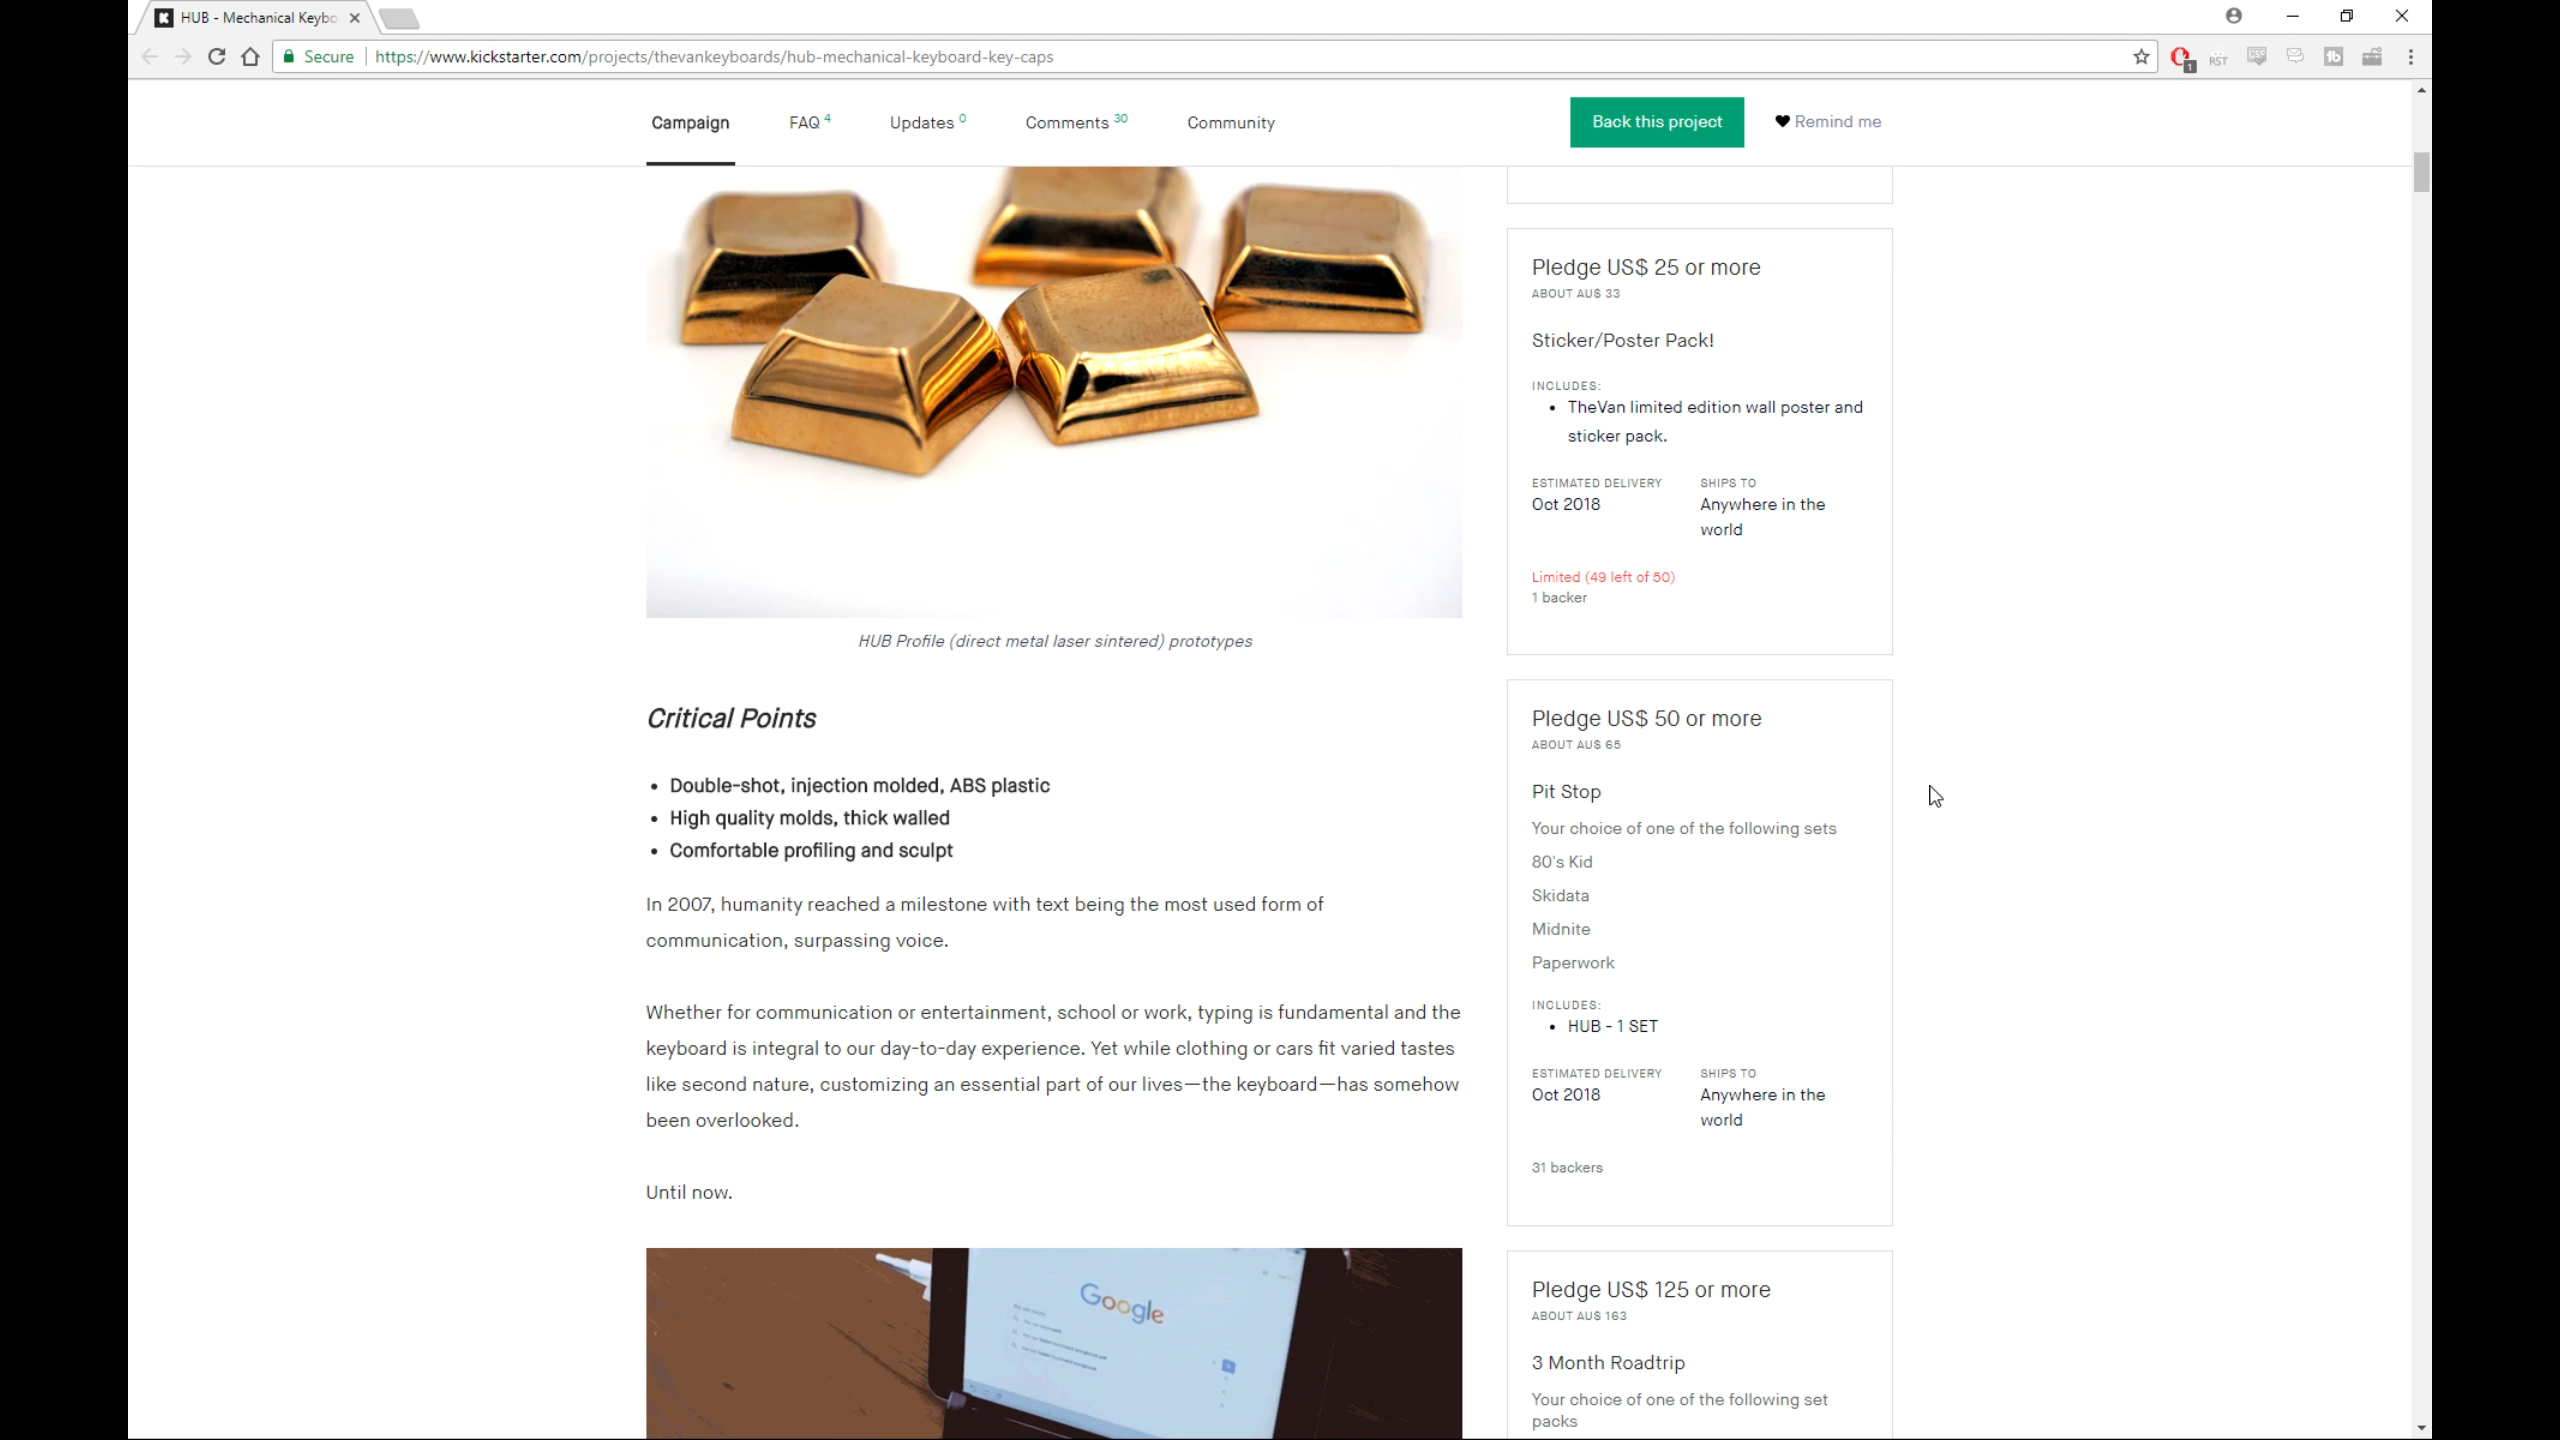 HUB - Mechanical Keybo
Secure https://www.kickstarter.com/projects/thevankeyboards/hub-mechanical-keyboard-key-caps
1
RST
CSS
tb
Campaign
FAQ 4
Updates 0
Comments 30
Community
Back this project
Remind me
HUB Profile (direct metal laser sintered) prototypes
Critical Points
• Double-shot, injection molded, ABS plastic
• High quality molds, thick walled
• Comfortable profiling and sculpt
In 2007, humanity reached a milestone with text being the most used form of
communication, surpassing voice.
Whether for communication or entertainment, school or work, typing is fundamental and the
keyboard is integral to our day-to-day experience. Yet while clothing or cars fit varied tastes
like second nature, customizing an essential part of our lives—the keyboard—has somehow
been overlooked.
Until now.
Google
Pledge US$ 25 or more
ABOUT AU$ 33
Sticker/Poster Pack!
INCLUDES:
• TheVan limited edition wall poster and
sticker pack.
ESTIMATED DELIVERY SHIPS TO
Oct 2018 Anywhere in the
world
Limited (49 left of 50)
1 backer
Pledge US$ 50 or more
ABOUT AU$ 65
Pit Stop
Your choice of one of the following sets
80's Kid
Skidata
Midnite
Paperwork
INCLUDES:
• HUB - 1 SET
ESTIMATED DELIVERY SHIPS TO
Oct 2018 Anywhere in the
world
31 backers
Pledge US$ 125 or more
ABOUT AU$ 163
3 Month Roadtrip
Your choice of one of the following set
packs